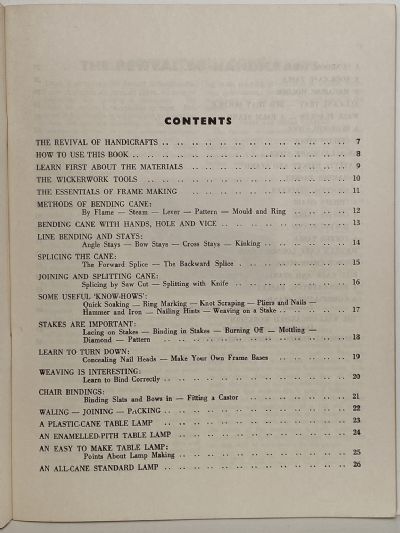 CONTENTS
THE REVIVAL OF HANDICRAFTS .. .. .. .. .. .. .. .. .. 7
HOW TO USE THIS BOOK .. .. .. .. .. .. .. .. .. .. 8
LEARN FIRST ABOUT THE MATERIALS .. .. .. .. .. .. .. .. 9
THE WICKERWORK TOOLS .. .. .. .. .. .. .. .. .. .. 10
THE ESSENTIALS OF FRAME MAKING .. .. .. .. .. .. .. .. 11
METHODS OF BENDING CANE:
By Flame — Steam — Lever — Pattern — Mould and Ring .. .. .. .. 12
BENDING CANE WITH HANDS, HOLE AND VICE .. .. .. .. .. .. 13
LINE BENDING AND STAYS:
Angle Stays — Bow Stays — Cross Stays — Kinking .. .. .. .. .. 14
SPLICING THE CANE:
The Forward Splice — The Backward Splice .. .. .. .. .. .. 15
JOINING AND SPLITTING CANE:
Splicing by Saw Cut — Splitting with Knife .. .. .. .. .. .. 16
SOME USEFUL 'KNOW-HOWS':
Quick Soaking — Ring Marking — Knot Scraping — Pliers and Nails —
Hammer and Iron — Nailing Hints — Weaving on a Stake .. .. .. .. 17
STAKES ARE IMPORTANT:
Lacing on Stakes — Binding in Stakes — Burning Off — Mottling —
Diamond — Pattern .. .. .. .. .. .. .. .. .. 18
LEARN TO TURN DOWN:
Concealing Nail Heads — Make Your Own Frame Bases .. .. .. .. 19
WEAVING IS INTERESTING:
Learn to Bind Correctly .. .. .. .. .. .. .. .. .. 20
CHAIR BINDINGS:
Binding Slats and Bows in — Fitting a Castor .. .. .. .. .. 21
WALING — JOINING — PACKING .. .. .. .. .. .. .. .. .. 22
A PLASTIC-CANE TABLE LAMP .. .. .. .. .. .. .. .. .. 23
AN ENAMELLED-PITH TABLE LAMP .. .. .. .. .. .. .. .. 24
AN EASY TO MAKE TABLE LAMP:
Points About Lamp Making .. .. .. .. .. .. .. .. 25
AN ALL-CANE STANDARD LAMP .. .. .. .. .. .. .. .. .. 26